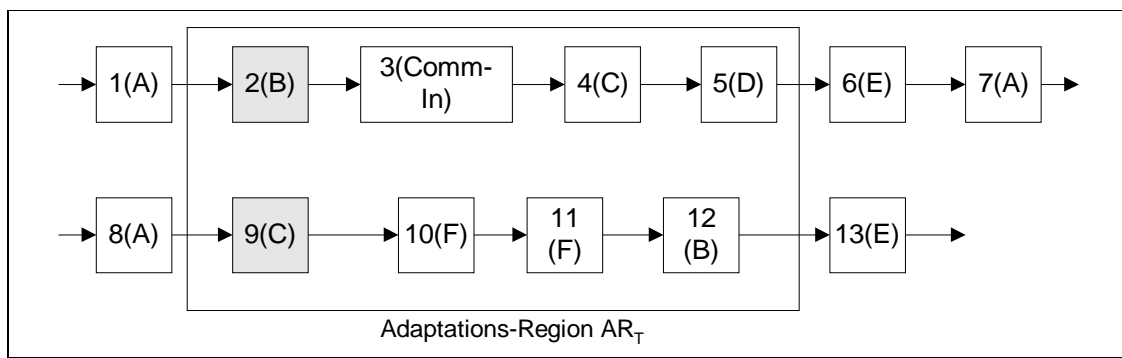 1(A)
2(B)
3(Comm-
In)
4(C)
5(D)
6(E)
7(A)
8(A)
9(C)
10(F)
11
(F)
12
(B)
13(E)
Adaptations-Region AR_T